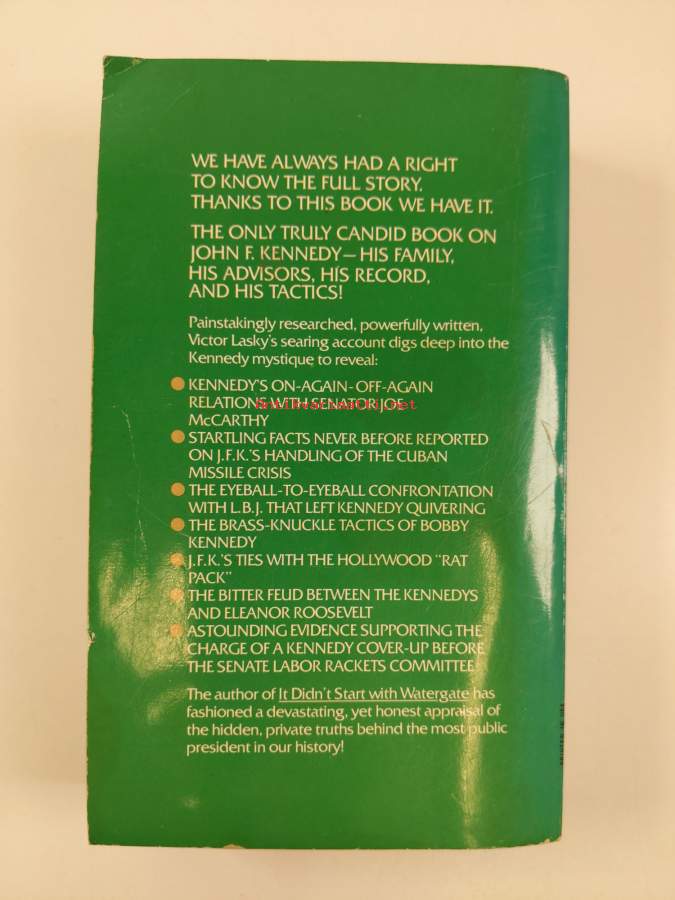 WE HAVE ALWAYS HAD A RIGHT
TO KNOW THE FULL STORY.
THANKS TO THIS BOOK WE HAVE IT.
THE ONLY TRULY CANDID BOOK ON
JOHN F. KENNEDY—HIS FAMILY,
HIS ADVISORS, HIS RECORD,
AND HIS TACTICS!
Painstakingly researched, powerfully written,
Victor Lasky's searing account digs deep into the
Kennedy mystique to reveal:
KENNEDY'S ON-AGAIN-OFF-AGAIN
RELATIONS WITH SENATOR JOE
McCARTHY
STARTLING FACTS NEVER BEFORE REPORTED
ON J.F.K.'S HANDLING OF THE CUBAN
MISSILE CRISIS
THE EYEBALL-TO-EYEBALL CONFRONTATION
WITH L.B.J. THAT LEFT KENNEDY QUIVERING
THE BRASS-KNUCKLE TACTICS OF BOBBY
KENNEDY
J.F.K.'S TIES WITH THE HOLLYWOOD "RAT
PACK"
THE BITTER FEUD BETWEEN THE KENNEDYS
AND ELEANOR ROOSEVELT
ASTOUNDING EVIDENCE SUPPORTING THE
CHARGE OF A KENNEDY COVER-UP BEFORE
THE SENATE LABOR RACKETS COMMITTEE
The author of It Didn't Start with Watergate has
fashioned a devastating, yet honest appraisal of
the hidden, private truths behind the most public
president in our history!